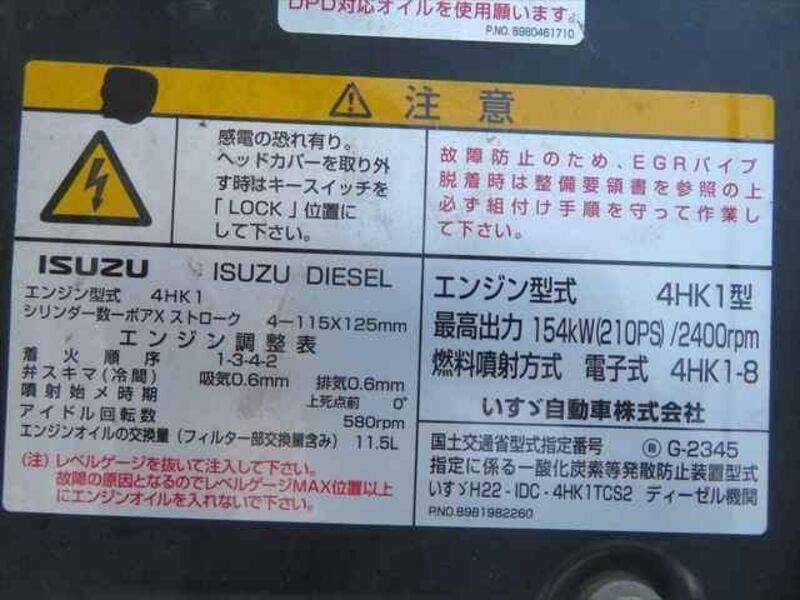 DPD対応オイルを使用願います。
P.NO. 8980461710
注意
感電の恐れ有り。
ヘッドカバーを取り外
す時はキースイッチを
「LOCK」位置に
して下さい。
故障防止のため、EGRパイプ
脱着時は整備要領書を参照の上
必ず組付け手順を守って作業し
て下さい。
ISUZU ISUZU DIESEL
エンジン型式 4HK1
シリンダー数ーボアX ストローク 4－115X125mm
エンジン調整表
着火順序 1-3-4-2
弁スキマ(冷間) 吸気0.6mm 排気0.6mm
噴射始メ時期 上死点前 0°
アイドル回転数 580rpm
エンジンオイルの交換量(フィルター部交換量含み) 11.5L
(注)レベルゲージを抜いて注入して下さい。
故障の原因となるのでレベルゲージMAX位置以上
にエンジンオイルを入れないで下さい。
エンジン型式 4HK1型
最高出力 154kW(210PS)/2400rpm
燃料噴射方式 電子式 4HK1-8
いすゞ自動車株式会社
国土交通省型式指定番号 G-2345
指定に係る一酸化炭素等発散防止装置型式
いすゞH22-IDC-4HK1TCS2 ディーゼル機関
P.NO.8981982260